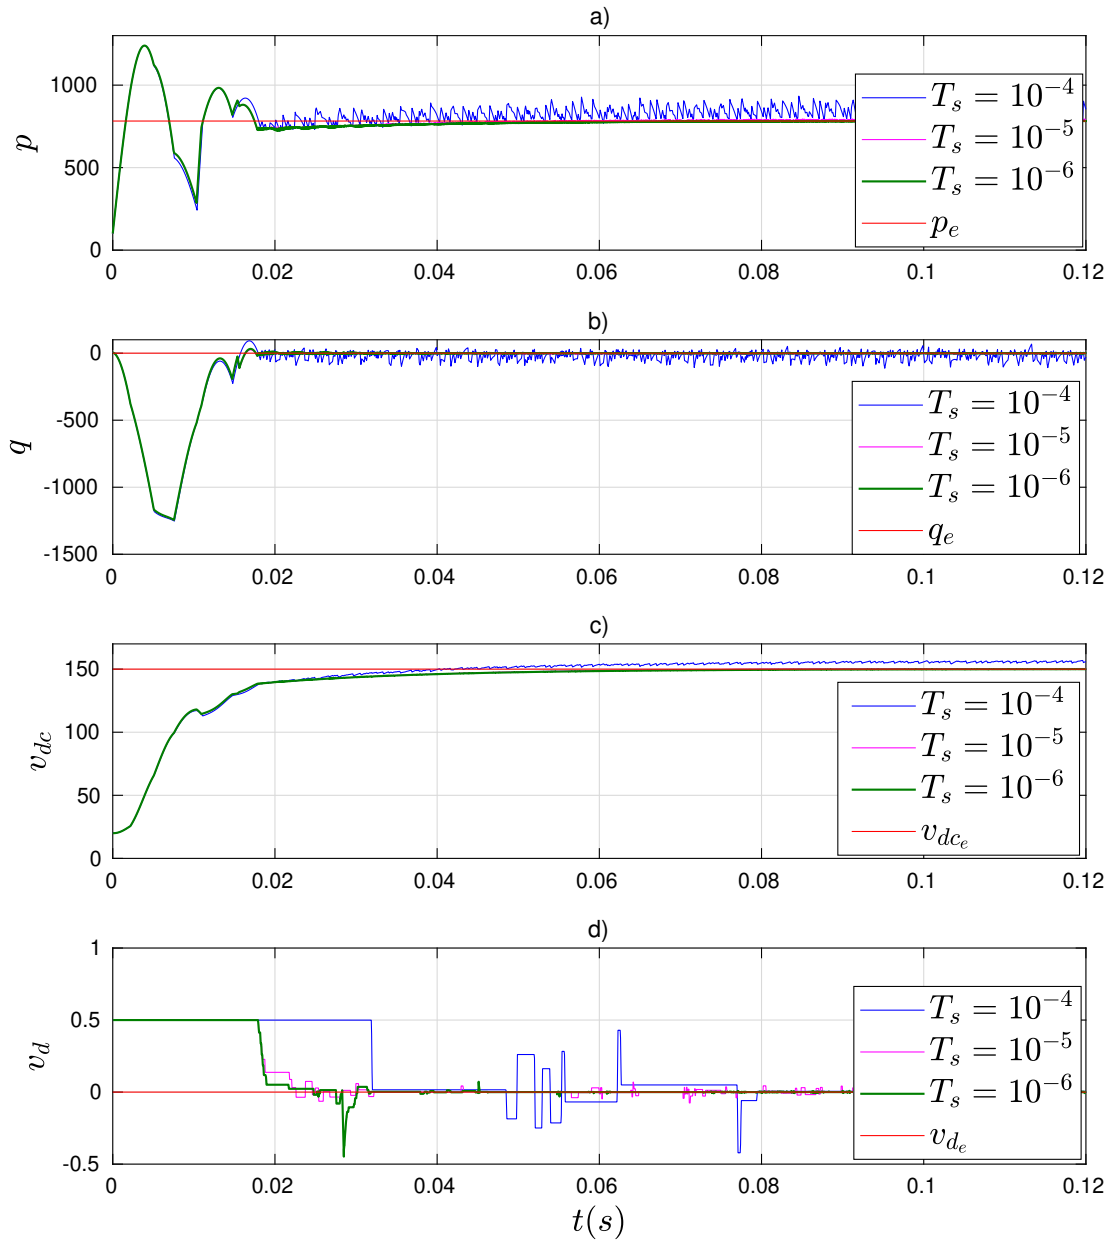 a)
p
1000
500
0
T_s = 10^{-4}
T_s = 10^{-5}
T_s = 10^{-6}
p_e
0 0.02 0.04 0.06 0.08 0.1 0.12
b)
q
0
-500
-1000
-1500
T_s = 10^{-4}
T_s = 10^{-5}
T_s = 10^{-6}
q_e
0 0.02 0.04 0.06 0.08 0.1 0.12
c)
v_{dc}
150
100
50
0
T_s = 10^{-4}
T_s = 10^{-5}
T_s = 10^{-6}
v_{dc_e}
0 0.02 0.04 0.06 0.08 0.1 0.12
d)
v_d
1
0.5
0
-0.5
T_s = 10^{-4}
T_s = 10^{-5}
T_s = 10^{-6}
v_{d_e}
0 0.02 0.04 0.06 0.08 0.1 0.12
t(s)